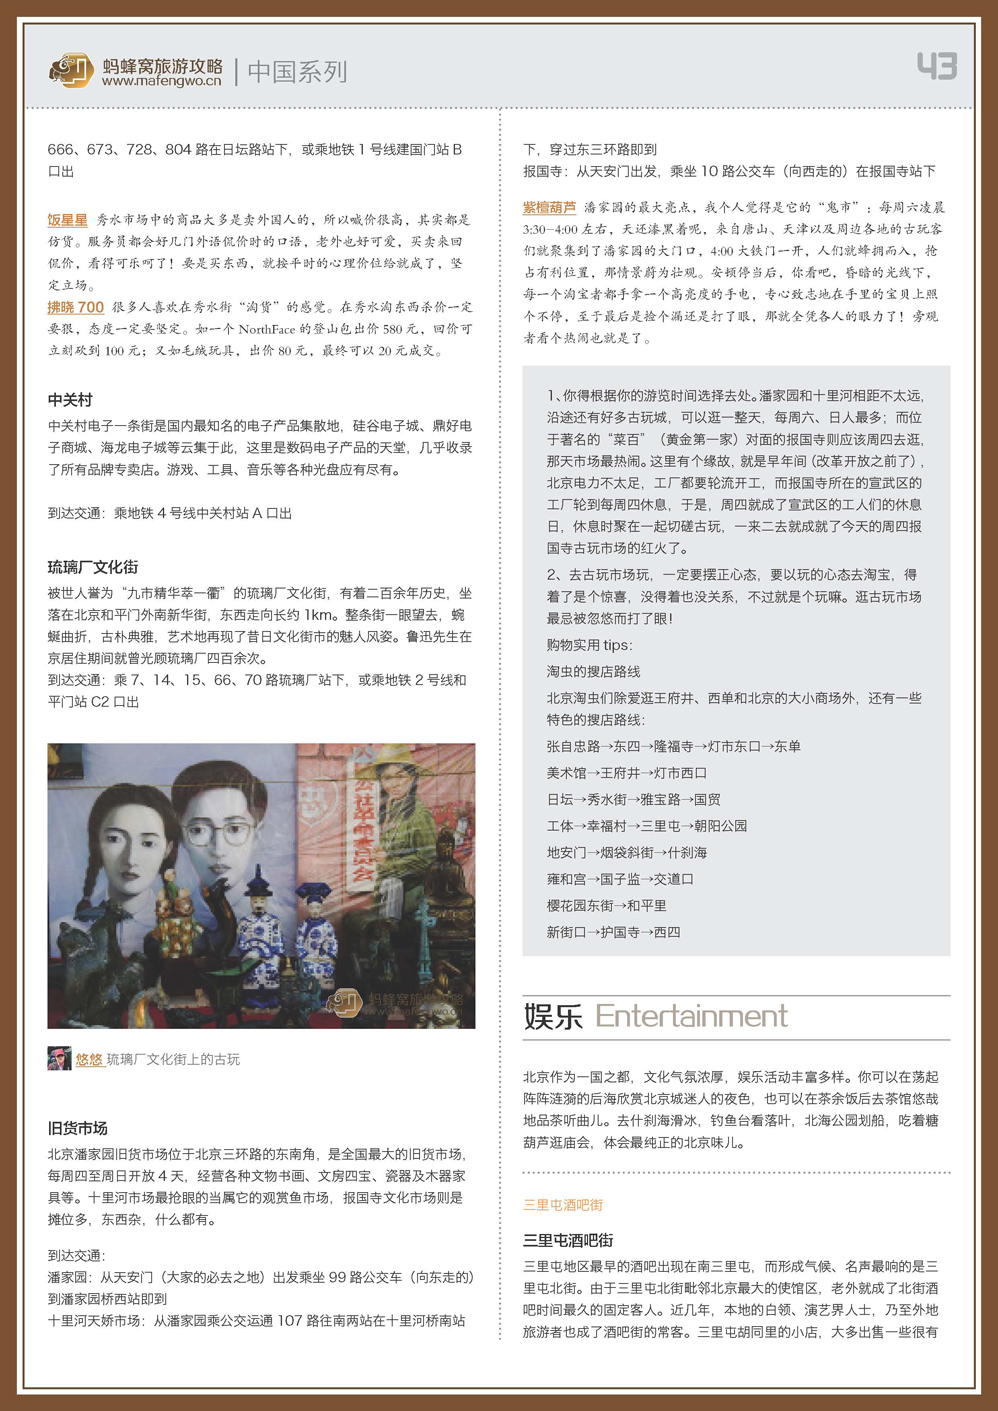 蚂蜂窝旅游攻略
www.mafengwo.cn
中国系列
43
666、673、728、804 路在日坛路站下，或乘地铁 1 号线建国门站 B
口出
饭星星 秀水市场中的商品大多是卖外国人的，所以喊价很高，其实都是
仿货。服务员都会好几门外语侃价时的口语，老外也好可爱，买卖来回
侃价，看得可乐呵了！要是买东西，就按平时的心理价位给就成了，坚
定立场。
拂晓 700 很多人喜欢在秀水街“淘货”的感觉。在秀水淘东西杀价一定
要狠，态度一定要坚定。如一个 NorthFace 的登山包出价 580 元，回价可
立刻砍到 100 元；又如毛绒玩具，出价 80 元，最终可以 20 元成交。
中关村
中关村电子一条街是国内最知名的电子产品集散地，硅谷电子城、鼎好电
子商城、海龙电子城等云集于此，这里是数码电子产品的天堂，几乎收录
了所有品牌专卖店。游戏、工具、音乐等各种光盘应有尽有。
到达交通：乘地铁 4 号线中关村站 A 口出
琉璃厂文化街
被世人誉为“九市精华萃一衢”的琉璃厂文化街，有着二百余年历史，坐
落在北京和平门外南新华街，东西走向长约 1km。整条街一眼望去，蜿
蜒曲折，古朴典雅，艺术地再现了昔日文化街市的魅人风姿。鲁迅先生在
京居住期间就曾光顾琉璃厂四百余次。
到达交通：乘 7、14、15、66、70 路琉璃厂站下，或乘地铁 2 号线和
平门站 C2 口出
蚂蜂窝旅游攻略
www.mafengwo.cn
悠悠 琉璃厂文化街上的古玩
旧货市场
北京潘家园旧货市场位于北京三环路的东南角，是全国最大的旧货市场，
每周四至周日开放 4 天，经营各种文物书画、文房四宝、瓷器及木器家
具等。十里河市场最抢眼的当属它的观赏鱼市场，报国寺文化市场则是
摊位多，东西杂，什么都有。
到达交通：
潘家园：从天安门（大家的必去之地）出发乘坐 99 路公交车（向东走的）
到潘家园桥西站即到
十里河天娇市场：从潘家园乘公交运通 107 路往南两站在十里河桥南站
下，穿过东三环路即到
报国寺：从天安门出发，乘坐 10 路公交车（向西走的）在报国寺站下
紫檀葫芦 潘家园的最大亮点，我个人觉得是它的“鬼市”：每周六凌晨
3:30-4:00 左右，天还漆黑着呢，来自唐山、天津以及周边各地的古玩客
们就聚集到了潘家园的大门口，4:00 大铁门一开，人们就蜂拥而入，抢
占有利位置，那情景蔚为壮观。安顿停当后，你看吧，昏暗的光线下，
每一个淘宝者都手拿一个高亮度的手电，专心致志地在手里的宝贝上照
个不停，至于最后是捡个漏还是打了眼，那就全凭各人的眼力了！旁观
者看个热闹也就是了。
1、你得根据你的游览时间选择去处。潘家园和十里河相距不太远，
沿途还有好多古玩城，可以逛一整天，每周六、日人最多；而位
于著名的“菜百”（黄金第一家）对面的报国寺则应该周四去逛，
那天市场最热闹。这里有个缘故，就是早年间（改革开放之前了），
北京电力不太足，工厂都要轮流开工，而报国寺所在的宣武区的
工厂轮到每周四休息，于是，周四就成了宣武区的工人们的休息
日，休息时聚在一起切磋古玩，一来二去就成就了今天的周四报
国寺古玩市场的红火了。
2、去古玩市场玩，一定要摆正心态，要以玩的心态去淘宝，得
着了是个惊喜，没得着也没关系，不过就是个玩嘛。逛古玩市场
最忌被忽悠而打了眼！
购物实用 tips：
淘虫的搜店路线
北京淘虫们除爱逛王府井、西单和北京的大小商场外，还有一些
特色的搜店路线：
张自忠路→东四→隆福寺→灯市东口→东单
美术馆→王府井→灯市西口
日坛→秀水街→雅宝路→国贸
工体→幸福村→三里屯→朝阳公园
地安门→烟袋斜街→什刹海
雍和宫→国子监→交道口
樱花园东街→和平里
新街口→护国寺→西四
娱乐 Entertainment
北京作为一国之都，文化气氛浓厚，娱乐活动丰富多样。你可以在荡起
阵阵涟漪的后海欣赏北京城迷人的夜色，也可以在茶余饭后去茶馆悠哉
地品茶听曲儿。去什刹海滑冰，钓鱼台看落叶，北海公园划船，吃着糖
葫芦逛庙会，体会最纯正的北京味儿。
三里屯酒吧街
三里屯酒吧街
三里屯地区最早的酒吧出现在南三里屯，而形成气候、名声最响的是三
里屯北街。由于三里屯北街毗邻北京最大的使馆区，老外就成了北街酒
吧时间最久的固定客人。近几年，本地的白领、演艺界人士，乃至外地
旅游者也成了酒吧街的常客。三里屯胡同里的小店，大多出售一些很有